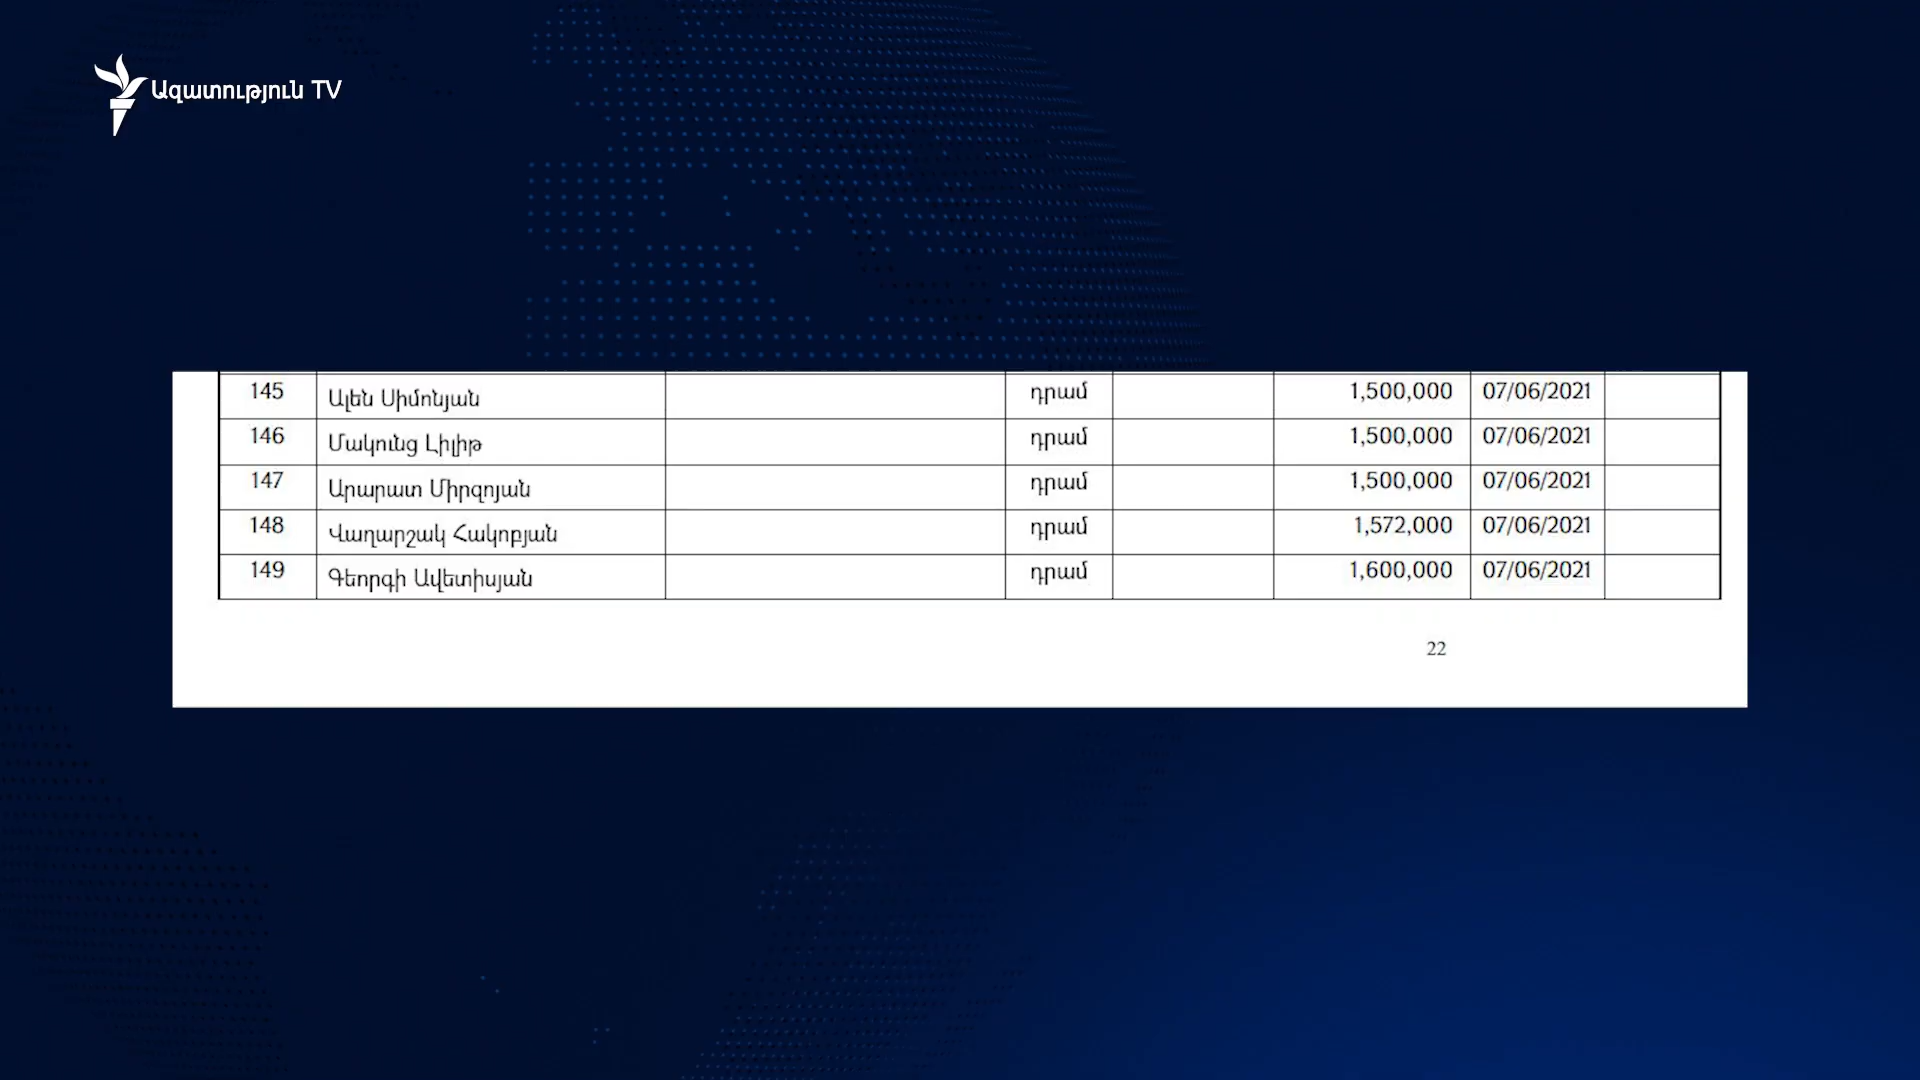 Ազատություն TV
145 Ալեն Սիմոնյան դրամ 1,500,000 07/06/2021
146 Մակունց Լիլիթ դրամ 1,500,000 07/06/2021
147 Արարատ Միրզոյան դրամ 1,500,000 07/06/2021
148 Վաղարշակ Հակոբյան դրամ 1,572,000 07/06/2021
149 Գեորգի Ավետիսյան դրամ 1,600,000 07/06/2021
22